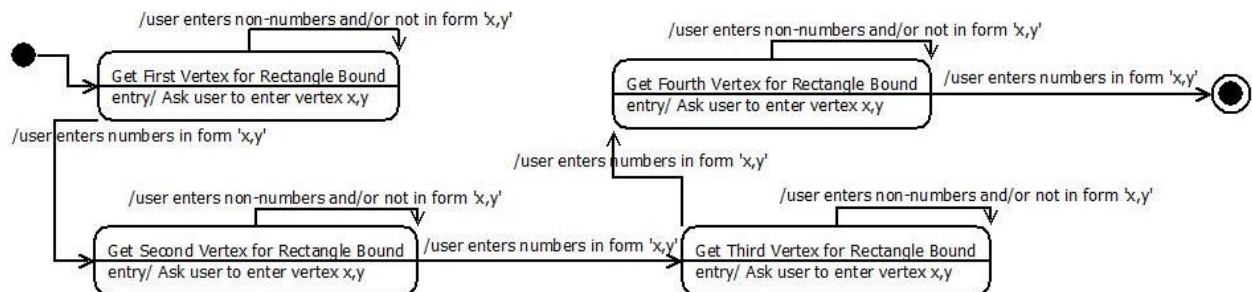 /user enters non-numbers and/or not in form 'x,y'
Get First Vertex for Rectangle Bound
entry/ Ask user to enter vertex x,y
/user enters numbers in form 'x,y'
/user enters non-numbers and/or not in form 'x,y'
Get Second Vertex for Rectangle Bound
entry/ Ask user to enter vertex x,y
/user enters numbers in form 'x,y'
/user enters non-numbers and/or not in form 'x,y'
Get Third Vertex for Rectangle Bound
entry/ Ask user to enter vertex x,y
/user enters numbers in form 'x,y'
/user enters non-numbers and/or not in form 'x,y'
Get Fourth Vertex for Rectangle Bound
entry/ Ask user to enter vertex x,y
/user enters numbers in form 'x,y'